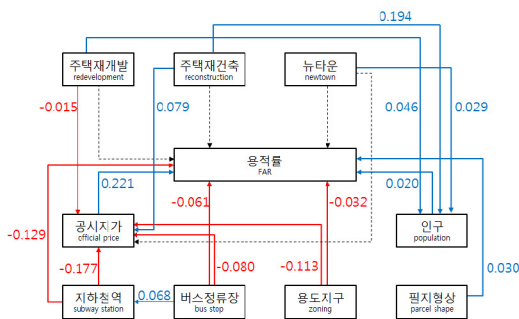 0.194
주택재개발
redevelopment
주택재건축
reconstruction
뉴타운
newtown
-0.015
0.079
0.046
0.029
용적률
FAR
0.221
-0.061
-0.032
0.020
-0.129
공시지가
cfficial price
인구
population
-0.177
-0.080
-0.113
0.030
지하철역
subway station
0.068
버스정류장
bus stop
용도지구
zoning
필지형상
parcel shape